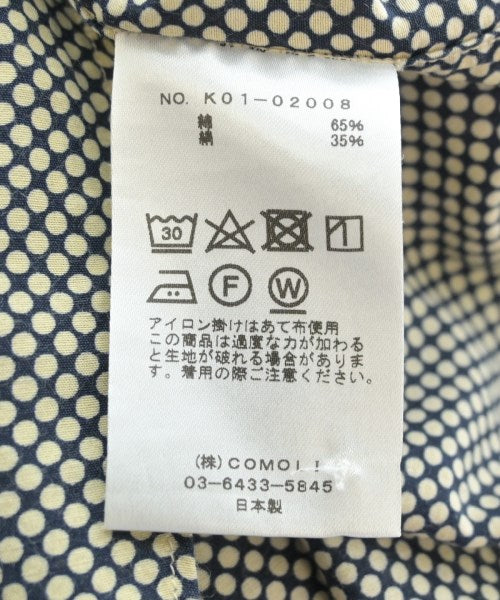 NO. K01-02008
綿 65%
絹 35%
30
F
W
アイロン掛けはあて布使用
この商品は過度な力が加わる
と生地が破れる場合がありま
す。着用の際ご注意ください。
(株) COMOLI
03-6433-5845
日本製